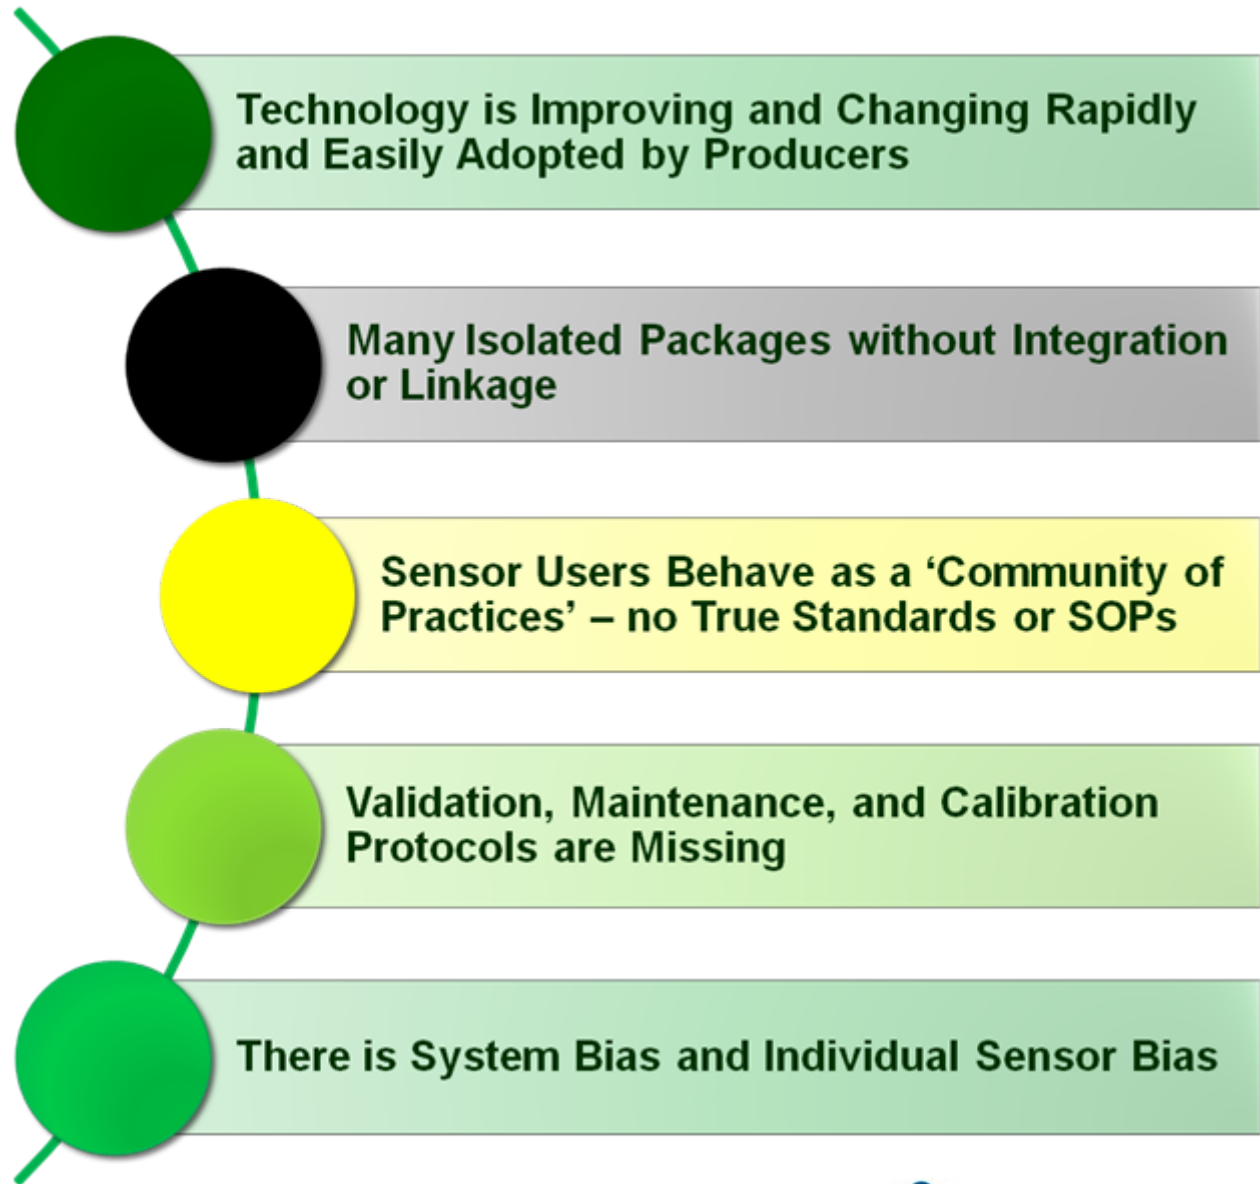 Technology is Improving and Changing Rapidly
and Easily Adopted by Producers
Many Isolated Packages without Integration
or Linkage
Sensor Users Behave as a ‘Community of
Practices’ – no True Standards or SOPs
Validation, Maintenance, and Calibration
Protocols are Missing
There is System Bias and Individual Sensor Bias